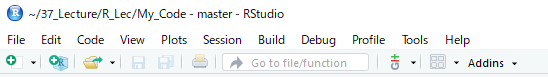 ~/37_Lecture/R_Lec/My_Code - master - RStudio
File Edit Code View Plots Session Build Debug Profile Tools Help
Go to file/function Addins